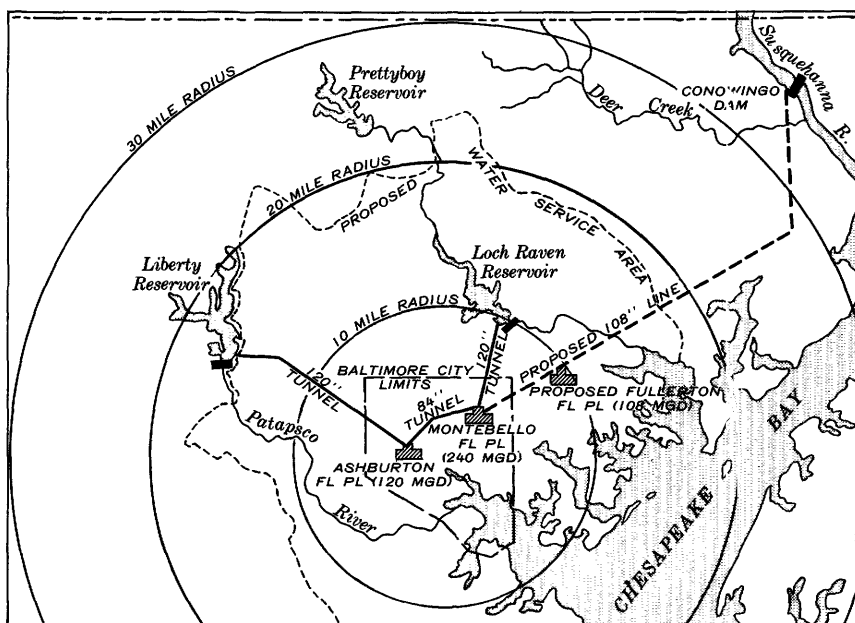 Susquehanna R.
CONOWINGO
DAM
Deer Creek
Prettyboy
Reservoir
30 MILE RADIUS
20 MILE RADIUS
PROPOSED WATER SERVICE AREA
Loch Raven
Reservoir
Liberty
Reservoir
10 MILE RADIUS
PROPOSED 108" LINE
120"
TUNNEL
120"
TUNNEL
BALTIMORE CITY
LIMITS
84"
TUNNEL
PROPOSED FULLERTON
FL PL (108 MGD)
MONTEBELLO
FL PL
(240 MGD)
ASHBURTON
FL PL (120 MGD)
Patapsco River
CHESAPEAKE BAY